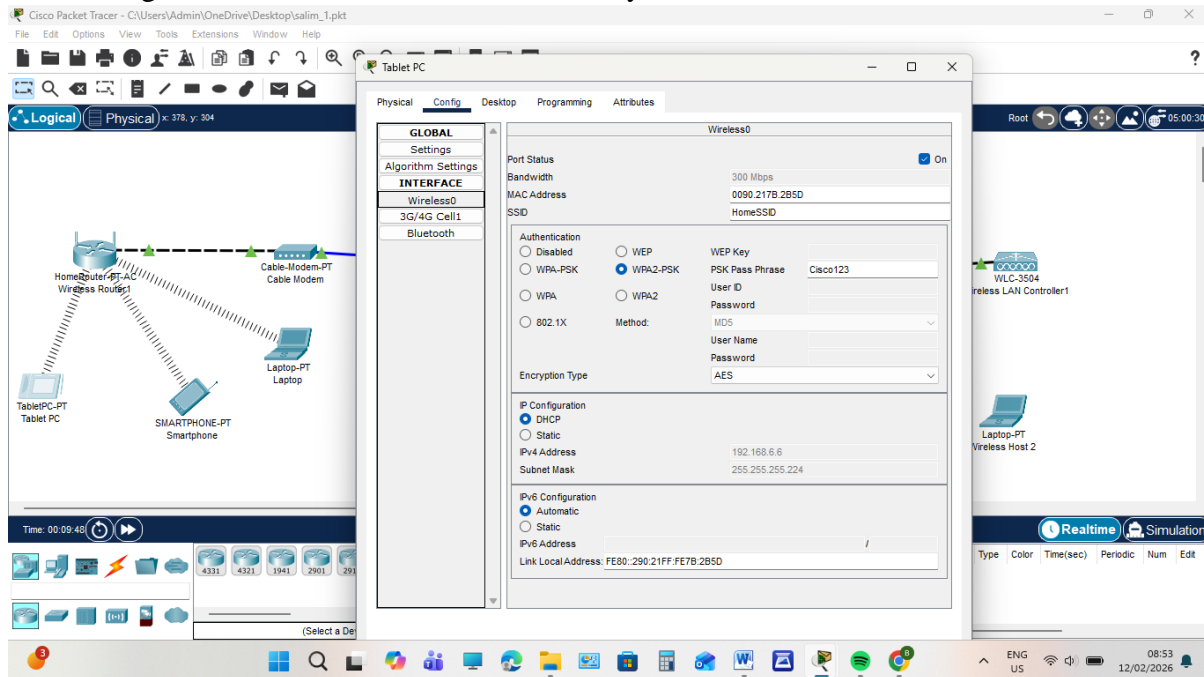 Cisco Packet Tracer - C:\Users\Admin\OneDrive\Desktop\salim_1.pkt
File Edit Options View Tools Extensions Window Help
?
Logical Physical x: 378, y: 304
Root 05:00:30
HomeRouter-PT-AC
Wireless Router1
Cable-Modem-PT
Cable Modem
Laptop-PT
Laptop
TabletPC-PT
Tablet PC
SMARTPHONE-PT
Smartphone
WLC-3504
ireless LAN Controller1
Laptop-PT
Wireless Host 2
Tablet PC
Physical Config Desktop Programming Attributes
GLOBAL
Settings
Algorithm Settings
INTERFACE
Wireless0
3G/4G Cell1
Bluetooth
Wireless0
Port Status On
Bandwidth 300 Mbps
MAC Address 0090.217B.2B5D
SSID HomeSSID
Authentication
Disabled WEP WEP Key
WPA-PSK WPA2-PSK PSK Pass Phrase Cisco123
WPA WPA2 User ID
Password
802.1X Method: MD5
User Name
Password
Encryption Type AES
IP Configuration
DHCP
Static
IPv4 Address 192.168.6.6
Subnet Mask 255.255.255.224
IPv6 Configuration
Automatic
Static
IPv6 Address /
Link Local Address: FE80::290:21FF:FE7B:2B5D
Time: 00:09:48
Realtime Simulation
4331 4321 1941 2901 291
Type Color Time(sec) Periodic Num Edit
(Select a De
3
ENG
US
08:53
12/02/2026